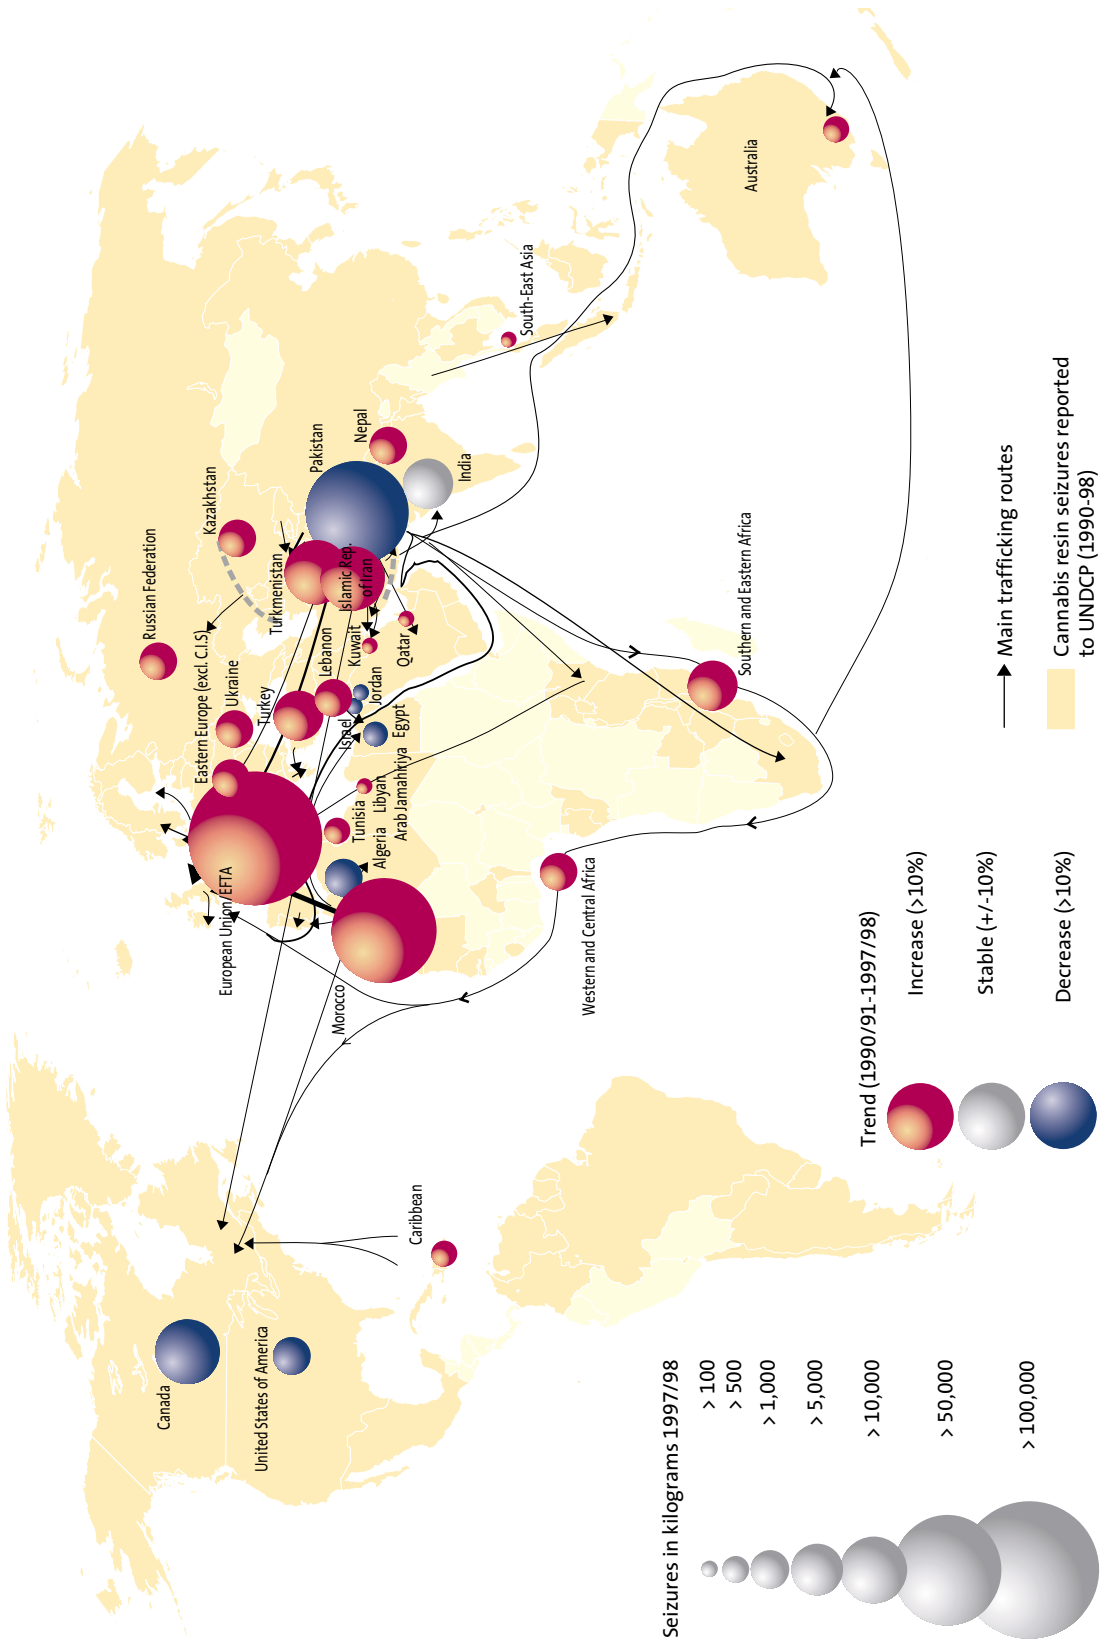 Canada
United States of America
Caribbean
Morocco
European Union/EFTA
Western and Central Africa
Algeria
Tunisia
Libyan
Arab Jamahiriya
Egypt
Israel
Jordan
Lebanon
Turkey
Ukraine
Eastern Europe (excl. C.I.S)
Russian Federation
Kazakhstan
Turkmenistan
Islamic Rep.
of Iran
Kuwait
Qatar
Pakistan
Nepal
India
South-East Asia
Southern and Eastern Africa
Australia
Seizures in kilograms 1997/98
> 100
> 500
> 1,000
> 5,000
> 10,000
> 50,000
> 100,000
Trend (1990/91-1997/98)
Increase (>10%)
Stable (+/-10%)
Decrease (>10%)
Main trafficking routes
Cannabis resin seizures reported
to UNDCP (1990-98)